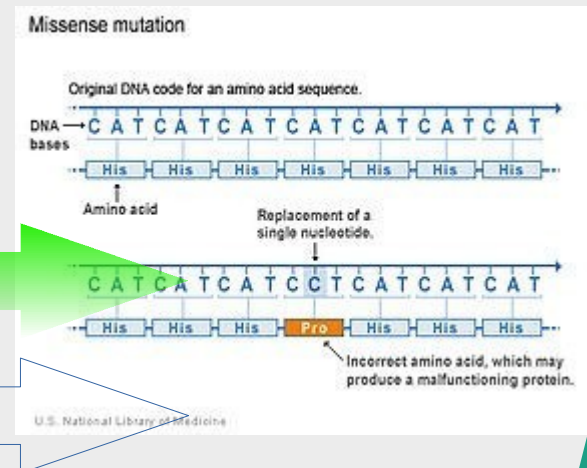 Missense mutation
Original DNA code for an amino acid sequence.
DNA bases
C A T C A T C A T C A T C A T C A T C A T
His His His His His His His
Amino acid
Replacement of a single nucleotide.
C A T C A T C A T C C T C A T C A T C A T
His His His Pro His His His
Incorrect amino acid, which may
produce a malfunctioning protein.
U.S. National Library of Medicine